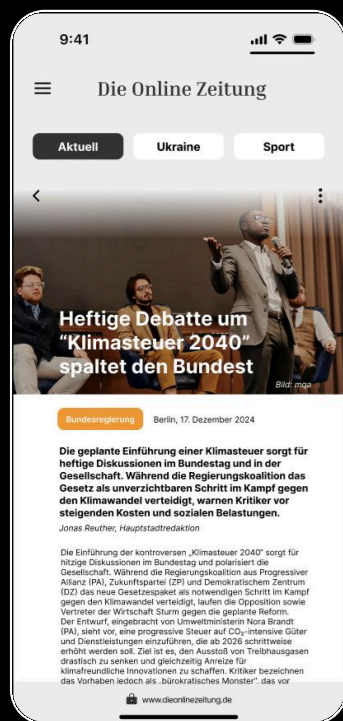 9:41
Die Online Zeitung
Aktuell
Ukraine
Sport
Heftige Debatte um
“Klimasteuer 2040”
spaltet den Bundest
Bild: mqa
Bundesregierung
Berlin, 17. Dezember 2024
Die geplante Einführung einer Klimasteuer sorgt für
heftige Diskussionen im Bundestag und in der
Gesellschaft. Während die Regierungskoalition das
Gesetz als unverzichtbaren Schritt im Kampf gegen
den Klimawandel verteidigt, warnen Kritiker vor
steigenden Kosten und sozialen Belastungen.
Jonas Reuther, Hauptstadtredaktion
Die Einführung der kontroversen „Klimasteuer 2040“ sorgt für
hitzige Diskussionen im Bundestag und polarisiert die
Gesellschaft. Während die Regierungskoalition aus Progressiver
Allianz (PA), Zukunftspartei (ZP) und Demokratischem Zentrum
(DZ) das neue Gesetzespaket als notwendigen Schritt im Kampf
gegen den Klimawandel verteidigt, laufen die Opposition sowie
Vertreter der Wirtschaft Sturm gegen die geplante Reform.
Der Entwurf, eingebracht von Umweltministerin Nora Brandt
(PA), sieht vor, eine progressive Steuer auf CO₂-intensive Güter
und Dienstleistungen einzuführen, die ab 2026 schrittweise
erhöht werden soll. Ziel ist es, den Ausstoß von Treibhausgasen
drastisch zu senken und gleichzeitig Anreize für
klimafreundliche Innovationen zu schaffen. Kritiker bezeichnen
das Vorhaben jedoch als „bürokratisches Monster“, das vor
www.dieonlinezeitung.de